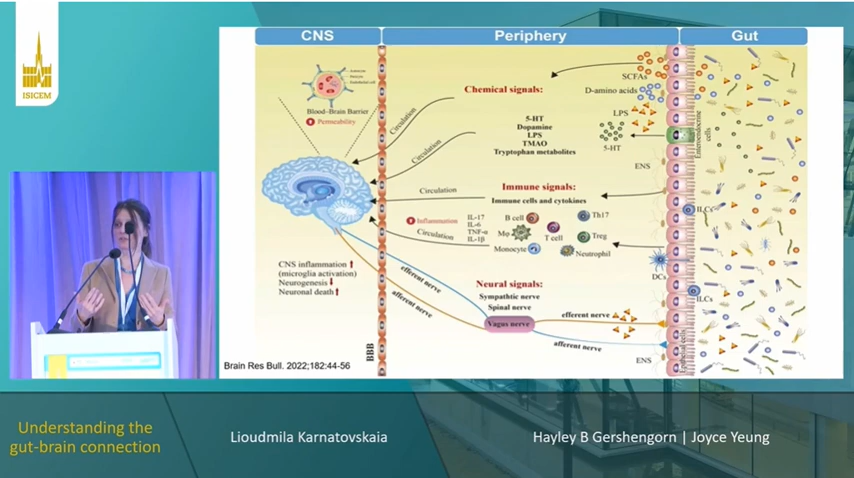 ISICEM
CNS
Periphery
Gut
Blood–Brain Barrier
Permeability
Circulation
Circulation
Circulation
Circulation
Chemical signals:
5-HT
Dopamine
LPS
TMAO
Tryptophan metabolites
SCFAs
D-amino acids
LPS
5-HT
Enteroendocrine
cells
ENS
Immune signals:
Immune cells and cytokines
Inflammation
IL-17
IL-6
TNF-α
IL-1β
B cell
Th17
Mφ
T cell
Treg
Monocyte
Neutrophil
ILCs
DCs
ILCs
CNS inflammation
(microglia activation)
Neurogenesis
Neuronal death
efferent nerve
afferent nerve
Neural signals:
Sympathetic nerve
Spinal nerve
Vagus nerve
efferent nerve
afferent nerve
ENS
BBB
Brain Res Bull. 2022;182:44-56
Understanding the
gut-brain connection
Lioudmila Karnatovskaia
Hayley B Gershengorn | Joyce Yeung